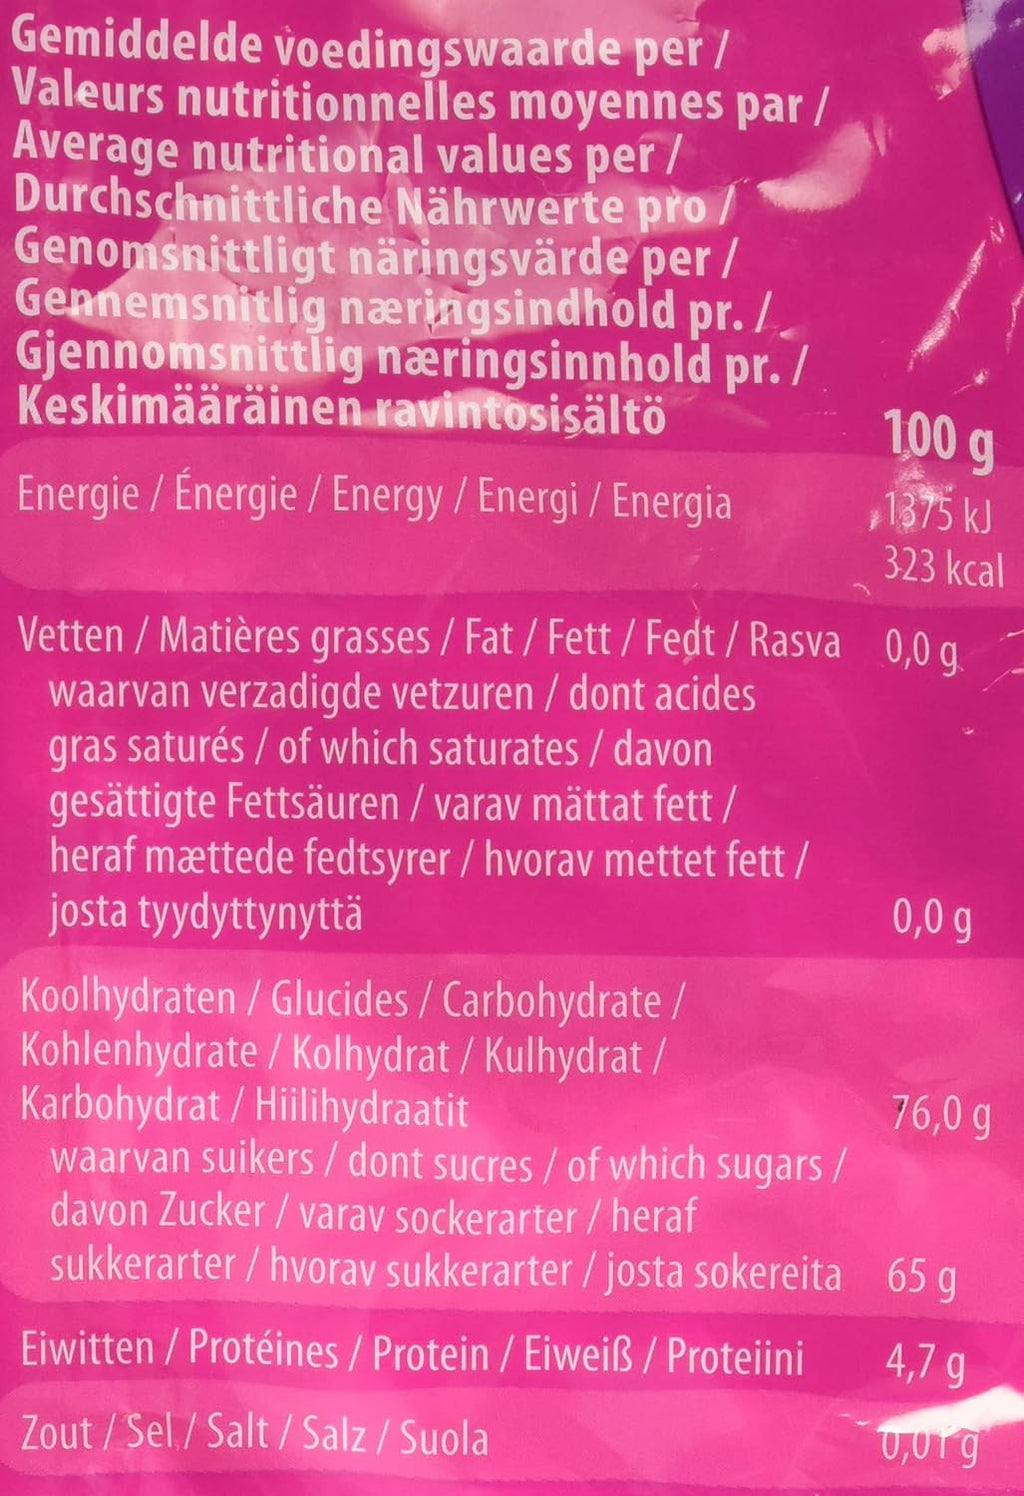 Gemiddelde voedingswaarde per /
Valeurs nutritionnelles moyennes par /
Average nutritional values per /
Durchschnittliche Nährwerte pro /
Genomsnittligt näringsvärde per /
Gennemsnitlig næringsindhold pr. /
Gjennomsnittlig næringsinnhold pr. /
Keskimääräinen ravintosisältö 100 g
Energie / Énergie / Energy / Energi / Energia 1375 kJ
323 kcal
Vetten / Matières grasses / Fat / Fett / Fedt / Rasva 0,0 g
waarvan verzadigde vetzuren / dont acides
gras saturés / of which saturates / davon
gesättigte Fettsäuren / varav mättat fett /
heraf mættede fedtsyrer / hvorav mettet fett /
josta tyydyttynyttä 0,0 g
Koolhydraten / Glucides / Carbohydrate /
Kohlenhydrate / Kolhydrat / Kulhydrat /
Karbohydrat / Hiilihydraatit 76,0 g
waarvan suikers / dont sucres / of which sugars /
davon Zucker / varav sockerarter / heraf
sukkerarter / hvorav sukkerarter / josta sokereita 65 g
Eiwitten / Protéines / Protein / Eiweiß / Proteiini 4,7 g
Zout / Sel / Salt / Salz / Suola 0,01 g